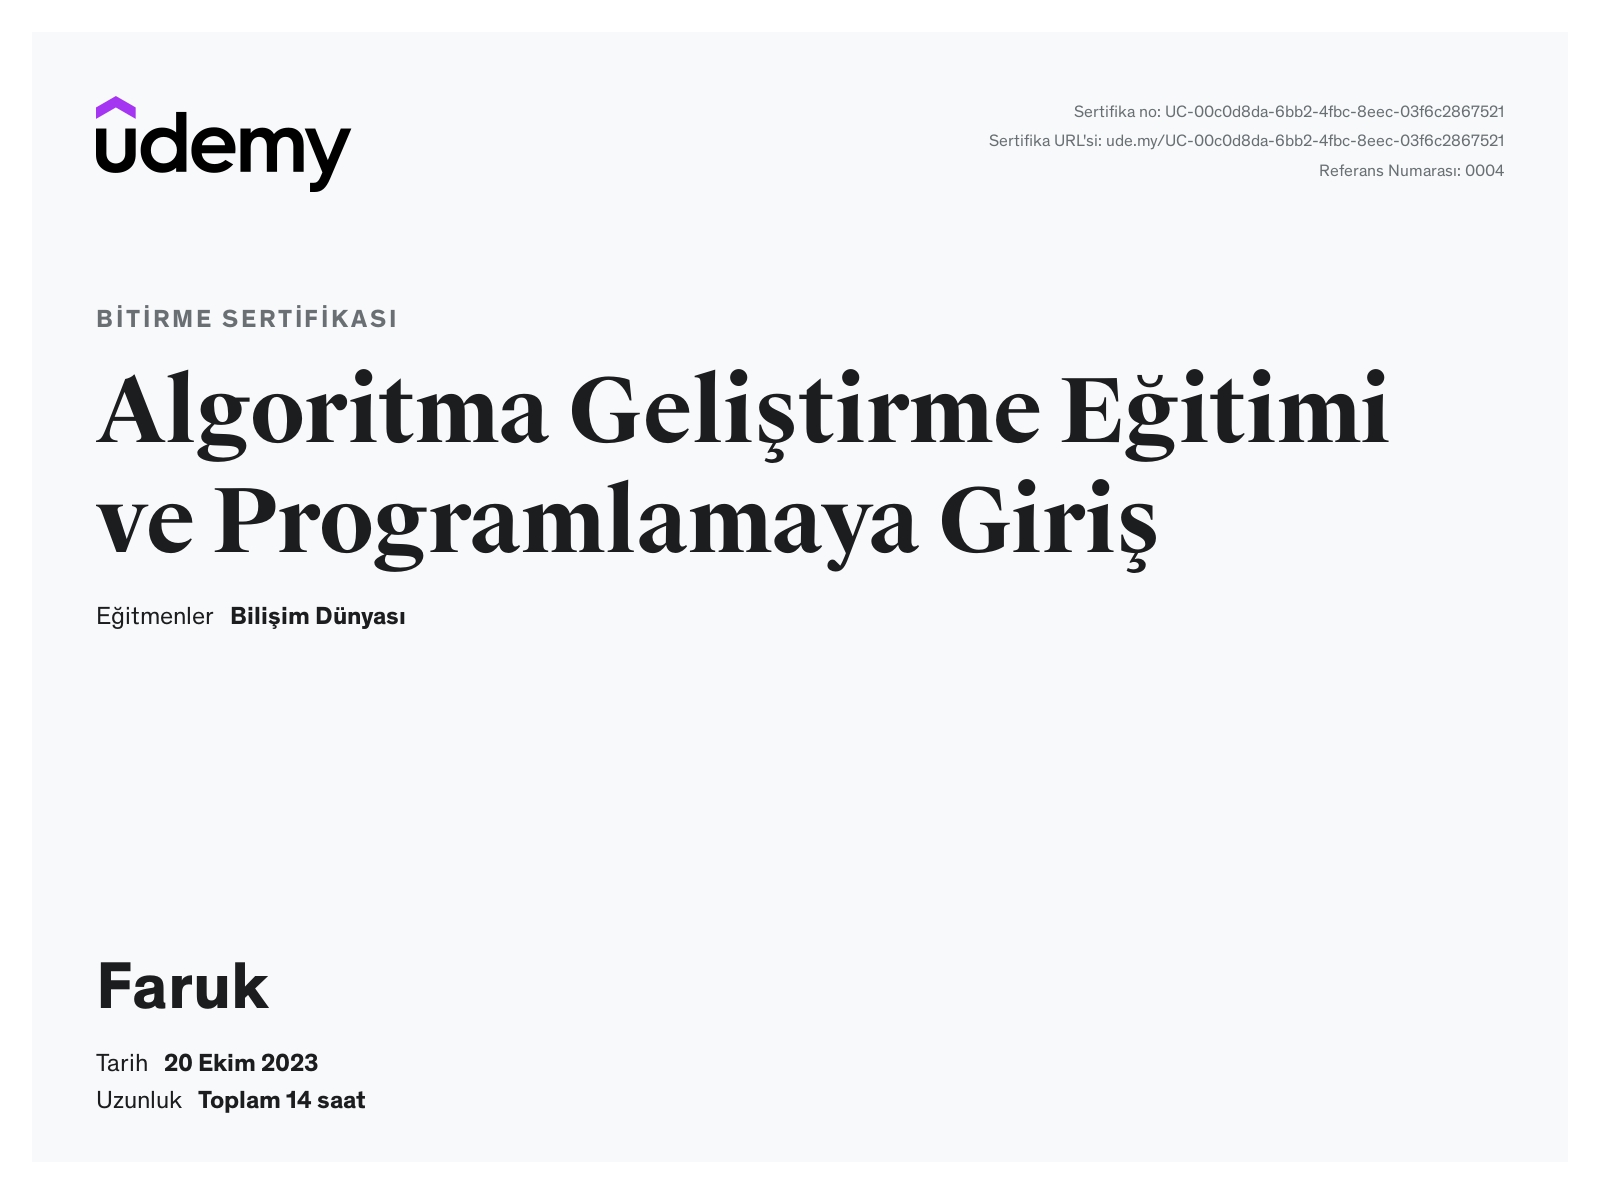 udemy
Sertifika no: UC-00c0d8da-6bb2-4fbc-8eec-03f6c2867521
Sertifika URL'si: ude.my/UC-00c0d8da-6bb2-4fbc-8eec-03f6c2867521
Referans Numarası: 0004
BİTİRME SERTİFİKASI
Algoritma Geliştirme Eğitimi
ve Programlamaya Giriş
Eğitmenler Bilişim Dünyası
Faruk
Tarih 20 Ekim 2023
Uzunluk Toplam 14 saat